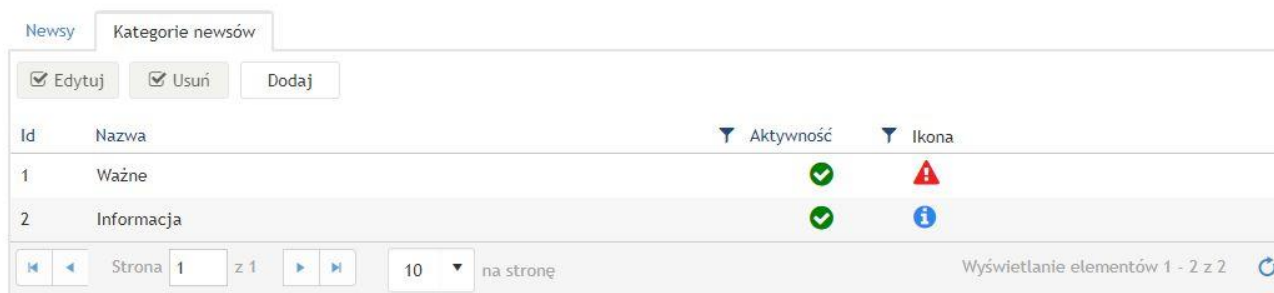 Newsy Kategorie newsów
Edytuj Usuń Dodaj
Id Nazwa Aktywność Ikona
1 Ważne
2 Informacja
Strona 1 z 1 10 na stronę Wyświetlanie elementów 1 - 2 z 2